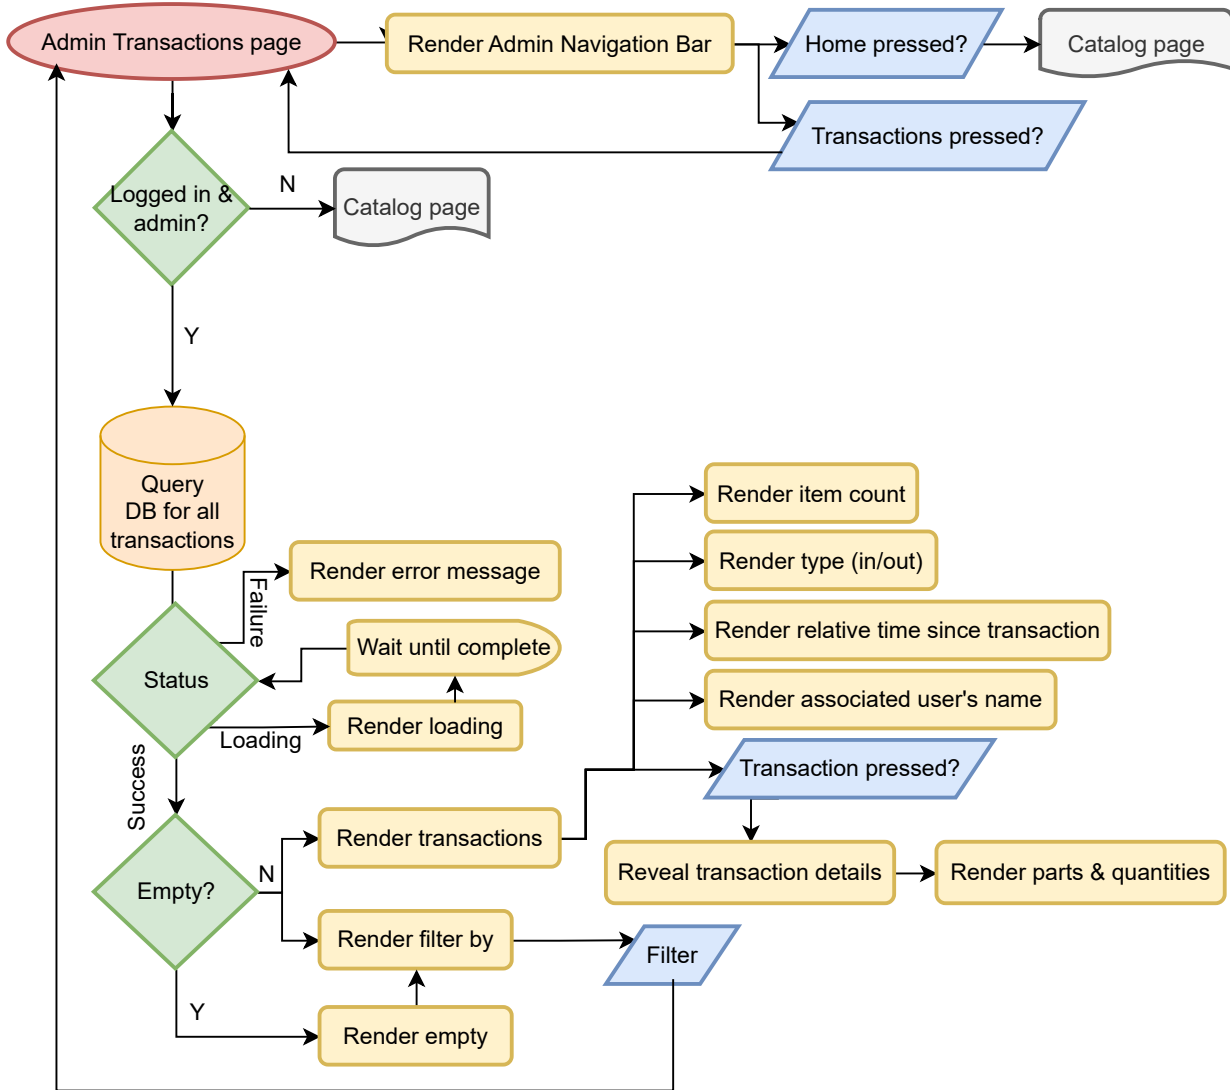 Admin Transactions page
Render Admin Navigation Bar
Home pressed?
Catalog page
Transactions pressed?
Logged in &
admin?
N
Catalog page
Y
Query
DB for all
transactions
Failure
Render error message
Wait until complete
Status
Render loading
Loading
Success
Render item count
Render type (in/out)
Render relative time since transaction
Render associated user's name
Transaction pressed?
Render transactions
Reveal transaction details
Render parts & quantities
Empty?
N
Render filter by
Filter
Y
Render empty